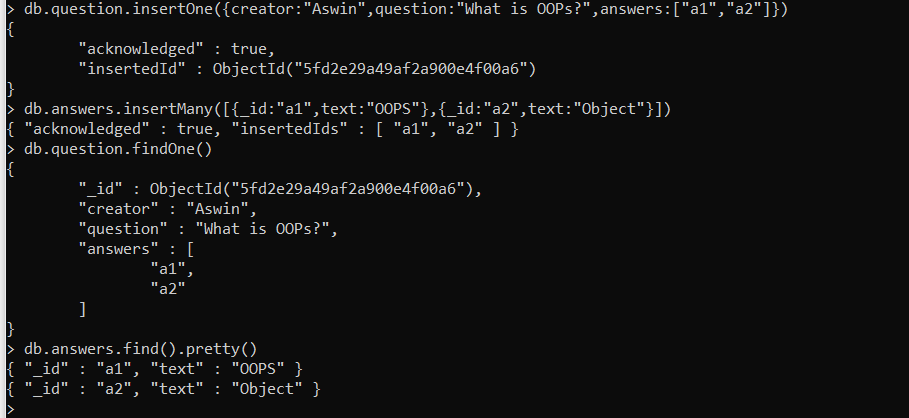 > db.question.insertOne({creator:"Aswin",question:"What is OOPs?",answers:["a1","a2"]})
{
        "acknowledged" : true,
        "insertedId" : ObjectId("5fd2e29a49af2a900e4f00a6")
}
> db.answers.insertMany([{_id:"a1",text:"OOPS"},{_id:"a2",text:"Object"}])
{ "acknowledged" : true, "insertedIds" : [ "a1", "a2" ] }
> db.question.findOne()
{
        "_id" : ObjectId("5fd2e29a49af2a900e4f00a6"),
        "creator" : "Aswin",
        "question" : "What is OOPs?",
        "answers" : [
                "a1",
                "a2"
        ]
}
> db.answers.find().pretty()
{ "_id" : "a1", "text" : "OOPS" }
{ "_id" : "a2", "text" : "Object" }
>